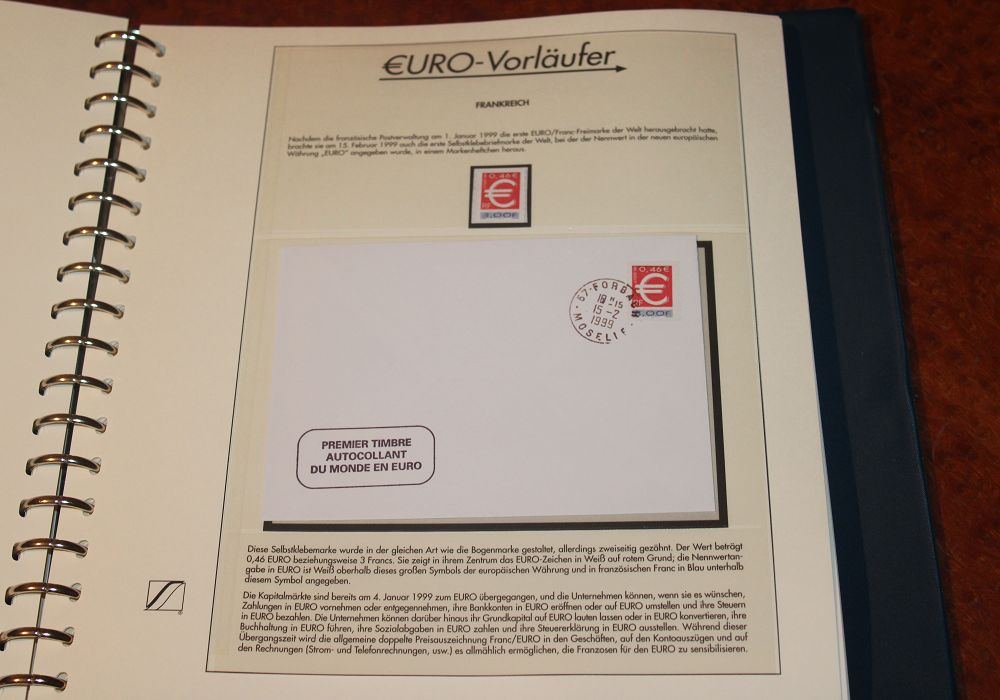 €URO-Vorläufer
FRANKREICH
Nachdem die französische Postverwaltung am 1. Januar 1999 die erste EURO/Franc-Freimarke der Welt herausgebracht hatte,
brachte sie am 15. Februar 1999 auch die erste Selbstklebebriefmarke der Welt, bei der der Nennwert in der neuen europäischen
Währung „EURO" angegeben wurde, in einem Markenheftchen heraus.
0,46 €
€
RF
3,00F
0,46 €
€
RF
3,00F
57-FORBACH
18H-15
15-2
1999
MOSELLE
PREMIER TIMBRE
AUTOCOLLANT
DU MONDE EN EURO
Diese Selbstklebemarke wurde in der gleichen Art wie die Bogenmarke gestaltet, allerdings zweiseitig gezähnt. Der Wert beträgt
0,46 EURO beziehungsweise 3 Francs. Sie zeigt in ihrem Zentrum das EURO-Zeichen in Weiß auf rotem Grund; die Nennwertan-
gabe in EURO ist Weiß oberhalb dieses großen Symbols der europäischen Währung und in französischen Franc in Blau unterhalb
diesem Symbol angegeben.
Die Kapitalmärkte sind bereits am 4. Januar 1999 zum EURO übergegangen, und die Unternehmen können, wenn sie es wünschen,
Zahlungen in EURO vornehmen oder entgegennehmen, ihre Bankkonten in EURO eröffnen oder auf EURO umstellen und ihre Steuern
in EURO bezahlen. Die Unternehmen können darüber hinaus ihr Grundkapital auf EURO lauten lassen oder in EURO konvertieren, ihre
Buchhaltung in EURO führen, ihre Sozialabgaben in EURO zahlen und ihre Steuererklärung in EURO ausstellen. Während dieser
Übergangszeit wird die allgemeine doppelte Preisauszeichnung Franc/EURO in den Geschäften, auf den Kontoauszügen und auf
den Rechnungen (Strom- und Telefonrechnungen, usw.) es allmählich ermöglichen, die Franzosen für den EURO zu sensibilisieren.